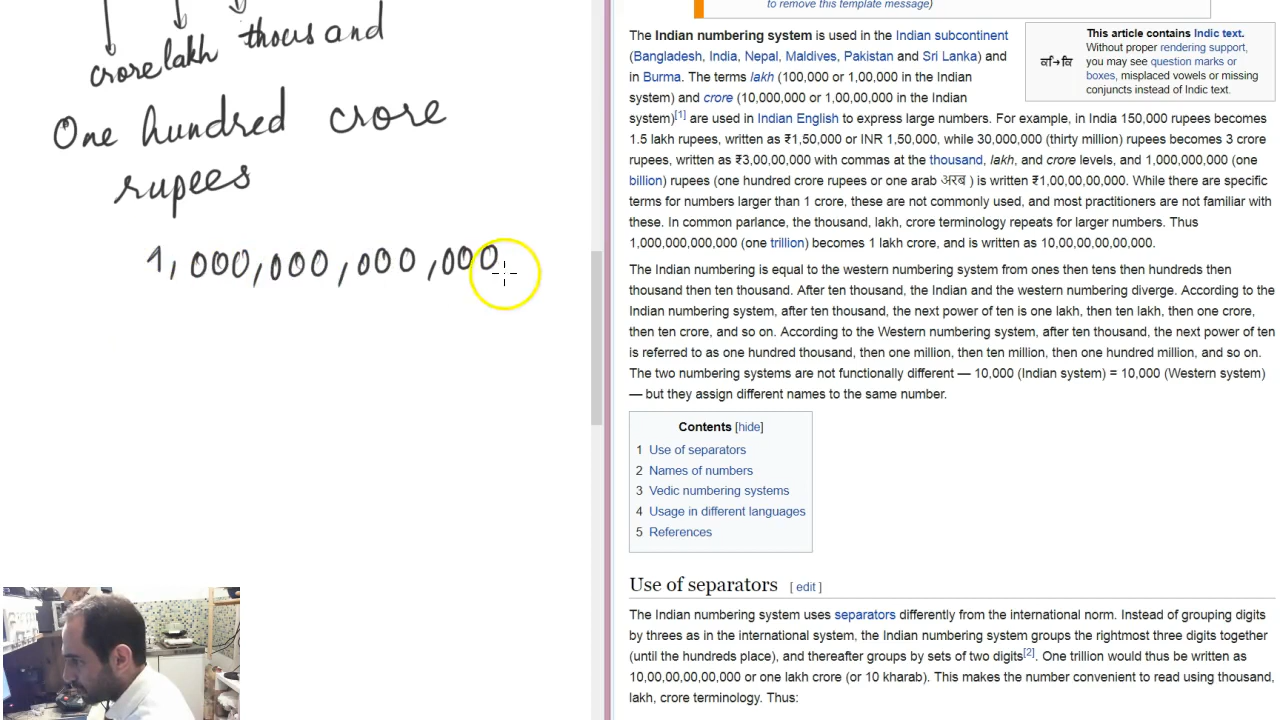 crore lakh thousand
One hundred crore
rupees
1,000,000,000,000
to remove this template message)
The Indian numbering system is used in the Indian subcontinent
(Bangladesh, India, Nepal, Maldives, Pakistan and Sri Lanka) and
in Burma. The terms lakh (100,000 or 1,00,000 in the Indian
system) and crore (10,000,000 or 1,00,00,000 in the Indian
system)[1] are used in Indian English to express large numbers. For example, in India 150,000 rupees becomes
1.5 lakh rupees, written as ₹1,50,000 or INR 1,50,000, while 30,000,000 (thirty million) rupees becomes 3 crore
rupees, written as ₹3,00,00,000 with commas at the thousand, lakh, and crore levels, and 1,000,000,000 (one
billion) rupees (one hundred crore rupees or one arab अरब ) is written ₹1,00,00,00,000. While there are specific
terms for numbers larger than 1 crore, these are not commonly used, and most practitioners are not familiar with
these. In common parlance, the thousand, lakh, crore terminology repeats for larger numbers. Thus
1,000,000,000,000 (one trillion) becomes 1 lakh crore, and is written as 10,00,00,00,00,000.
This article contains Indic text.
Without proper rendering support,
you may see question marks or
boxes, misplaced vowels or missing
conjuncts instead of Indic text.
The Indian numbering is equal to the western numbering system from ones then tens then hundreds then
thousand then ten thousand. After ten thousand, the Indian and the western numbering diverge. According to the
Indian numbering system, after ten thousand, the next power of ten is one lakh, then ten lakh, then one crore,
then ten crore, and so on. According to the Western numbering system, after ten thousand, the next power of ten
is referred to as one hundred thousand, then one million, then ten million, then one hundred million, and so on.
The two numbering systems are not functionally different — 10,000 (Indian system) = 10,000 (Western system)
— but they assign different names to the same number.
Contents [hide]
1 Use of separators
2 Names of numbers
3 Vedic numbering systems
4 Usage in different languages
5 References
Use of separators [ edit ]
The Indian numbering system uses separators differently from the international norm. Instead of grouping digits
by threes as in the international system, the Indian numbering system groups the rightmost three digits together
(until the hundreds place), and thereafter groups by sets of two digits[2]. One trillion would thus be written as
10,00,00,00,00,000 or one lakh crore (or 10 kharab). This makes the number convenient to read using thousand,
lakh, crore terminology. Thus: